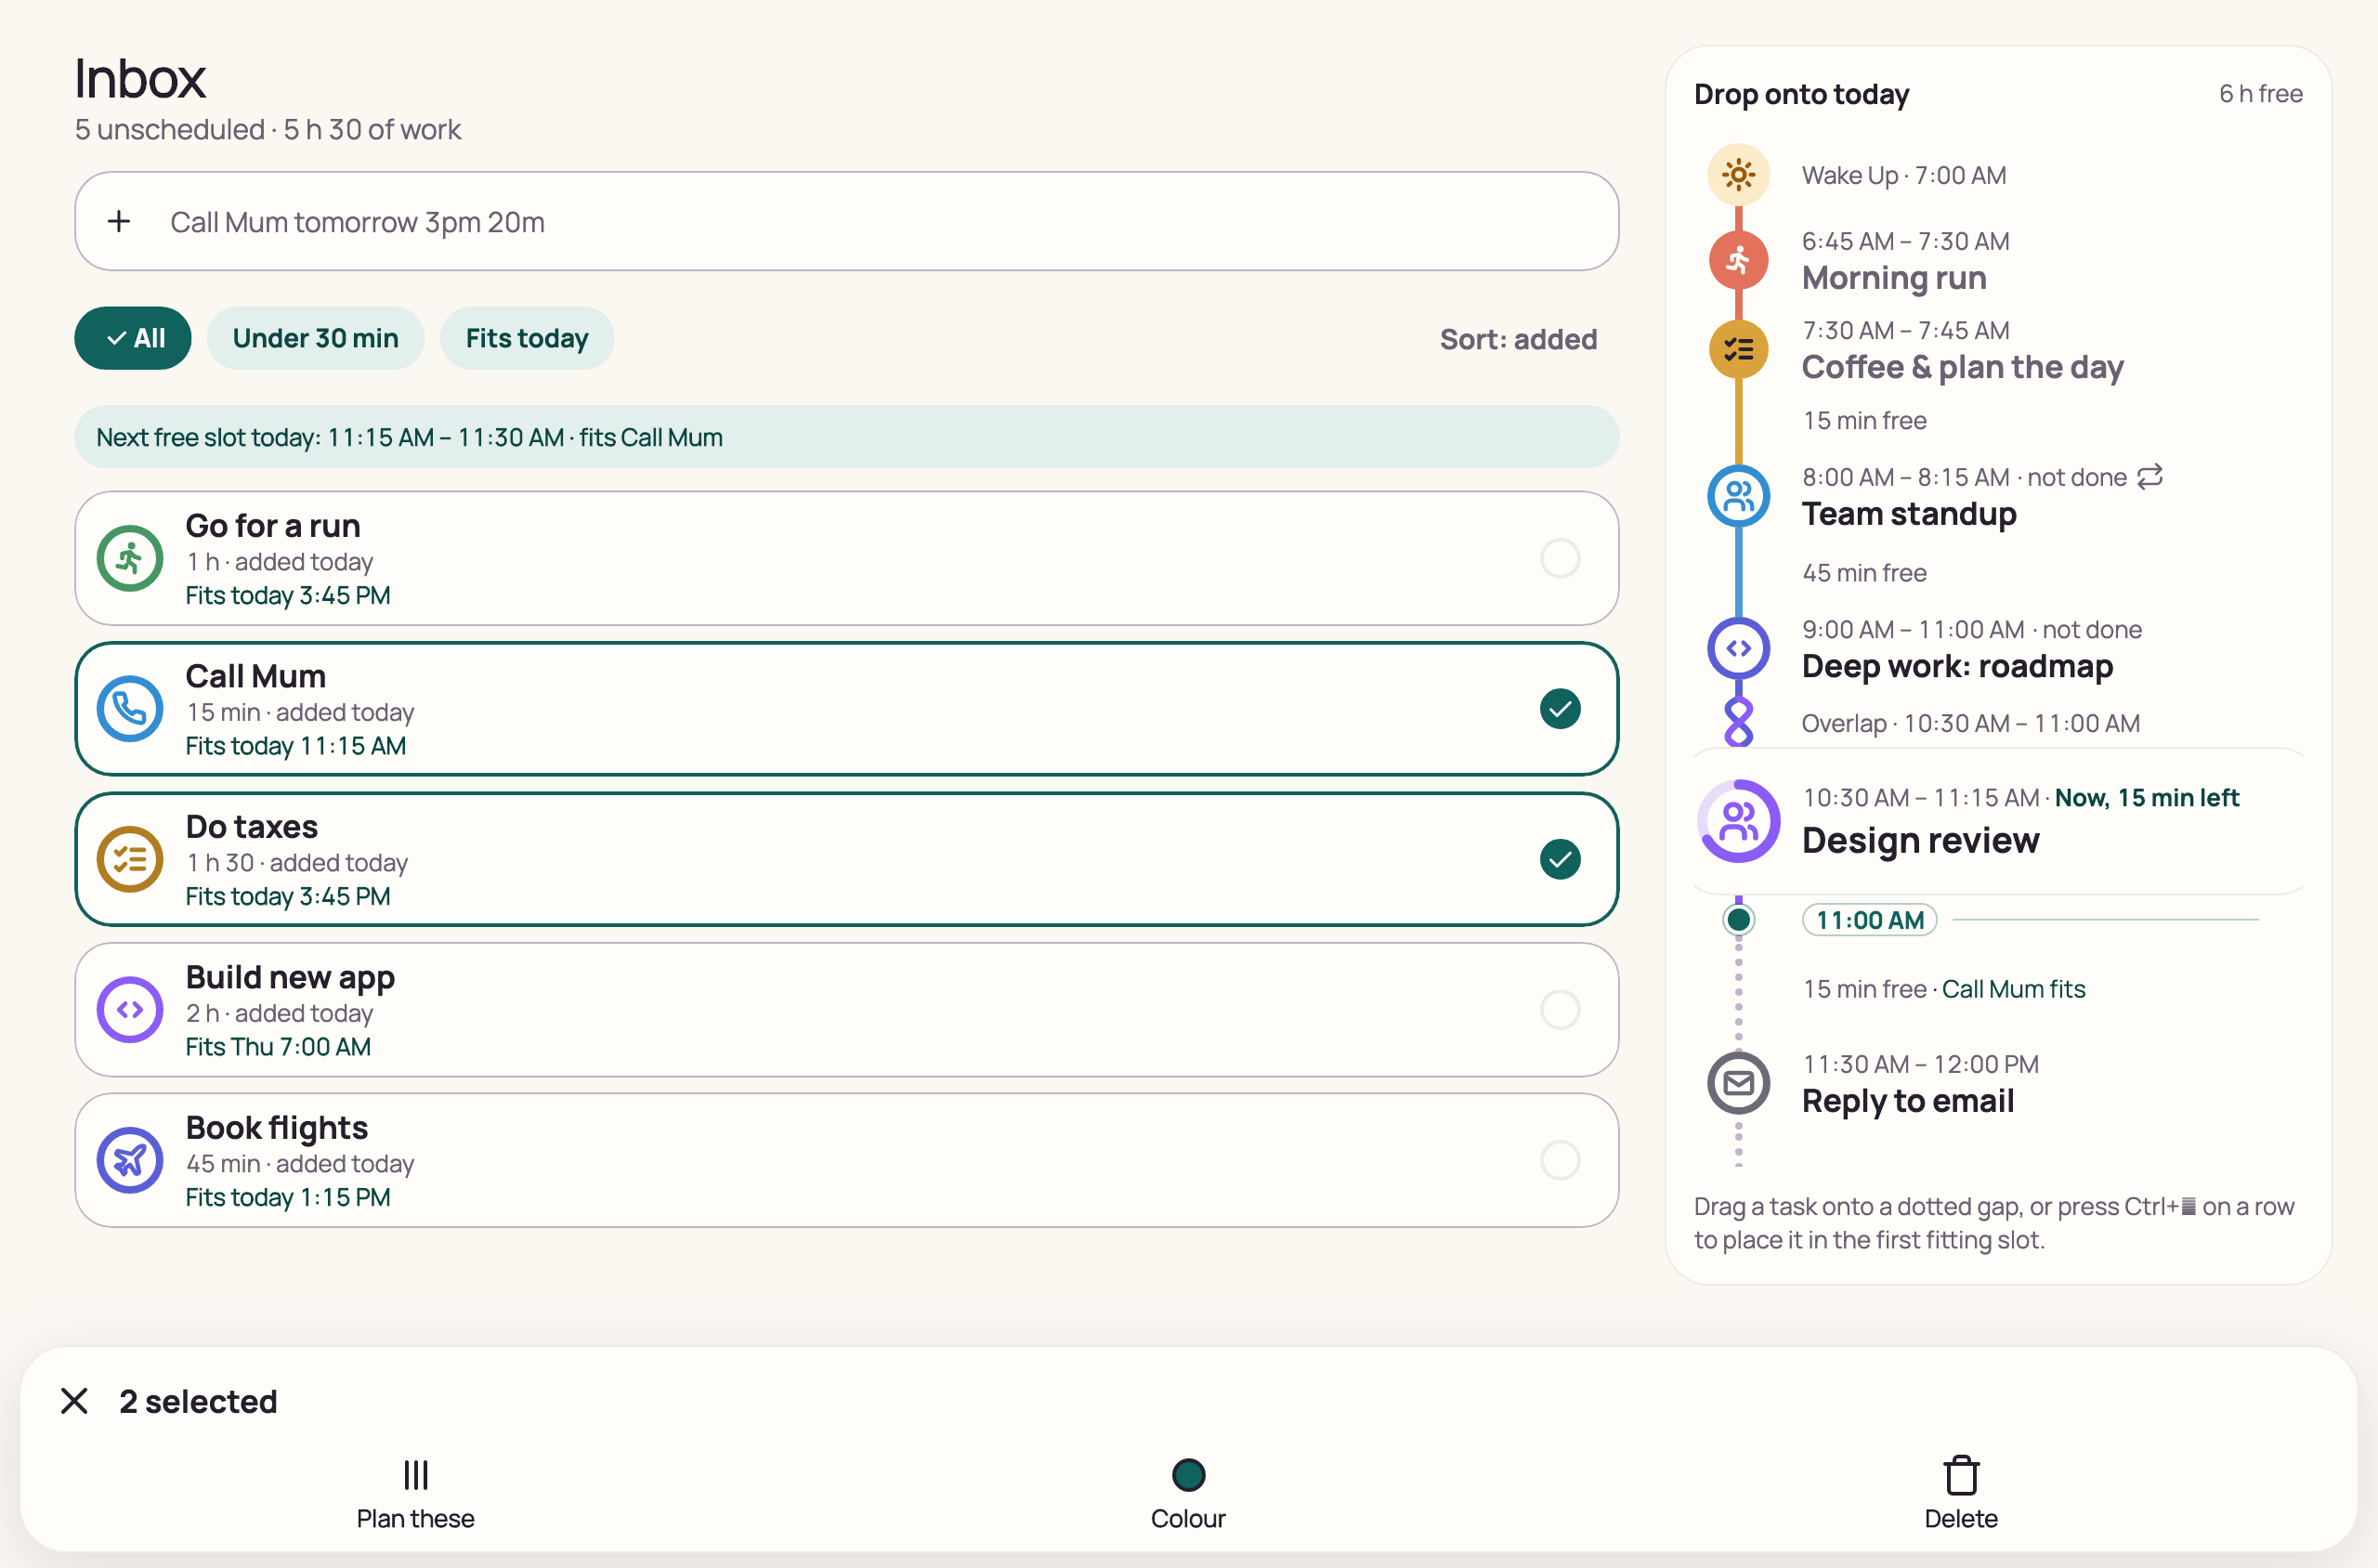 Inbox
5 unscheduled · 5 h 30 of work
Call Mum tomorrow 3pm 20m
All
Under 30 min
Fits today
Sort: added
Next free slot today: 11:15 AM – 11:30 AM · fits Call Mum
Go for a run
1 h · added today
Fits today 3:45 PM
Call Mum
15 min · added today
Fits today 11:15 AM
Do taxes
1 h 30 · added today
Fits today 3:45 PM
Build new app
2 h · added today
Fits Thu 7:00 AM
Book flights
45 min · added today
Fits today 1:15 PM
Drop onto today
6 h free
Wake Up · 7:00 AM
6:45 AM – 7:30 AM
Morning run
7:30 AM – 7:45 AM
Coffee & plan the day
15 min free
8:00 AM – 8:15 AM · not done
Team standup
45 min free
9:00 AM – 11:00 AM · not done
Deep work: roadmap
Overlap · 10:30 AM – 11:00 AM
10:30 AM – 11:15 AM · Now, 15 min left
Design review
11:00 AM
15 min free · Call Mum fits
11:30 AM – 12:00 PM
Reply to email
Drag a task onto a dotted gap, or press Ctrl+ on a row
to place it in the first fitting slot.
2 selected
Plan these
Colour
Delete